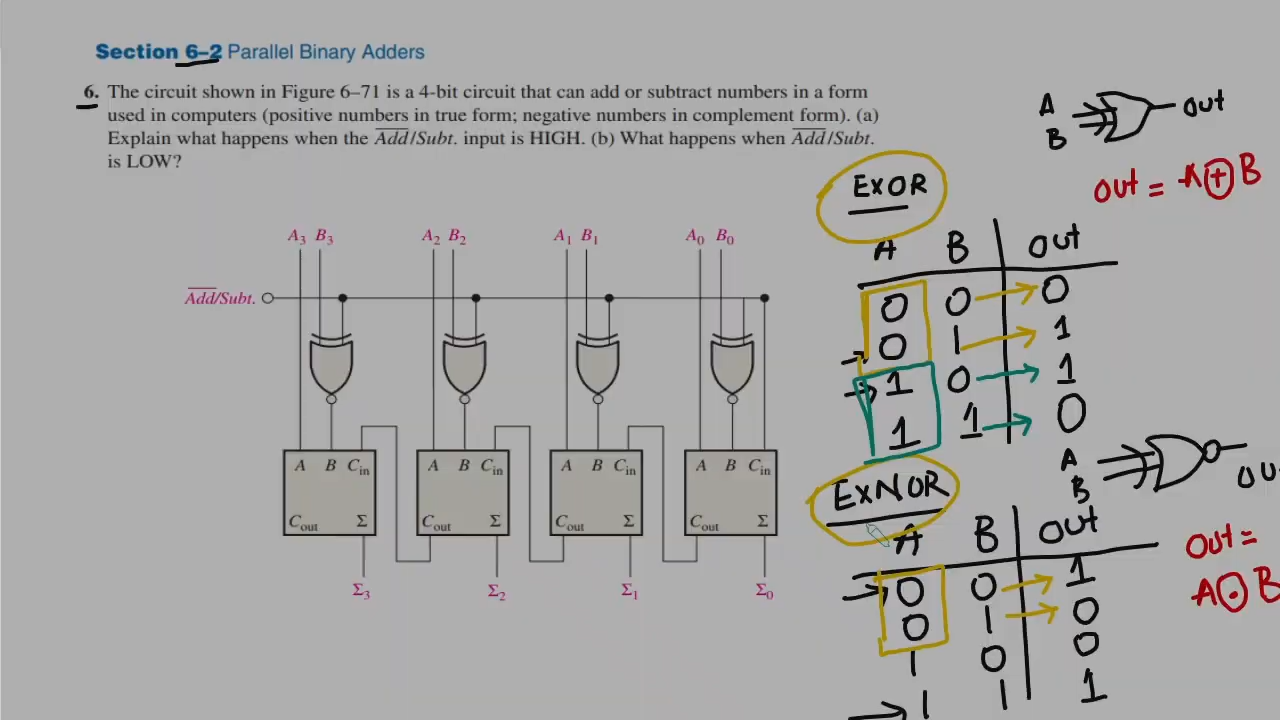 Section 6–2 Parallel Binary Adders
6. The circuit shown in Figure 6–71 is a 4-bit circuit that can add or subtract numbers in a form
used in computers (positive numbers in true form; negative numbers in complement form). (a)
Explain what happens when the Add/Subt. input is HIGH. (b) What happens when Add/Subt.
is LOW?
A
B
out
out = A ⊕ B
ExOR
A B out
0 0 0
0 1 1
1 0 1
1 1 0
A3 B3 A2 B2 A1 B1 A0 B0
Add/Subt.
A B Cin A B Cin A B Cin A B Cin
Cout Σ Cout Σ Cout Σ Cout Σ
Σ3 Σ2 Σ1 Σ0
A
B
ou
ExNOR
A B out
0 0 1
0 1 0
1 0 0
1 1 1
out =
A ⊙ B